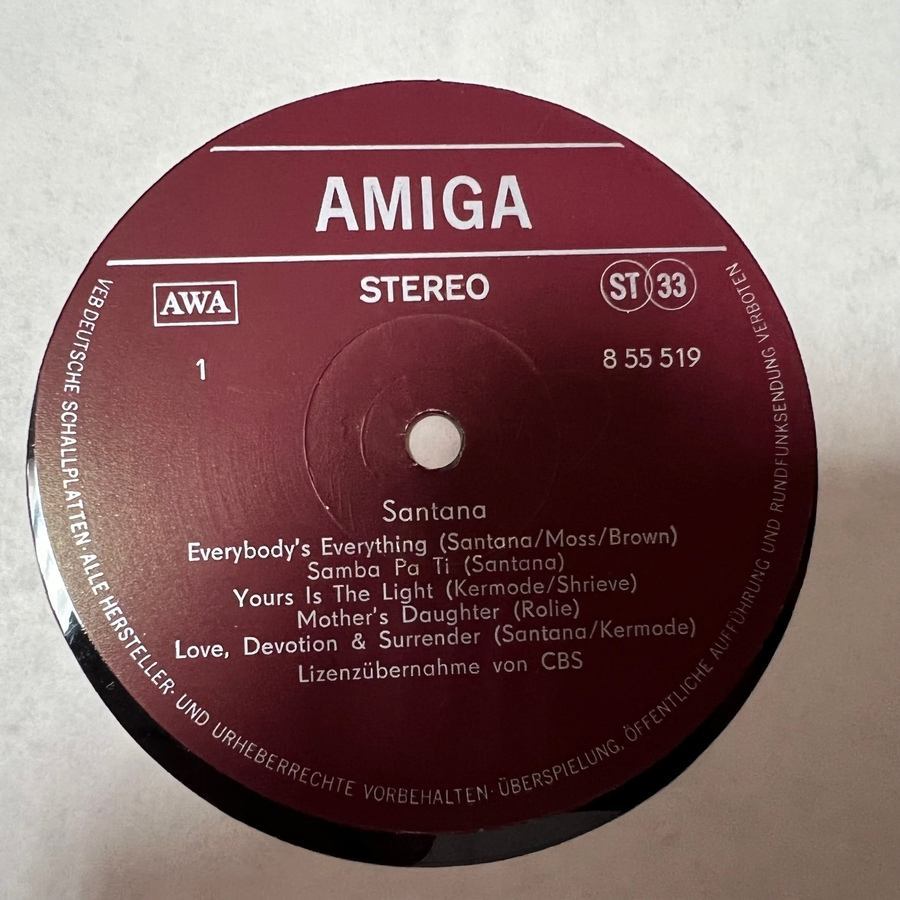 AMIGA
AWA
STEREO
ST 33
1
8 55 519
Santana
Everybody's Everything (Santana/Moss/Brown)
Samba Pa Ti (Santana)
Yours Is The Light (Kermode/Shrieve)
Mother's Daughter (Rolie)
Love, Devotion & Surrender (Santana/Kermode)
Lizenzübernahme von CBS
VEB DEUTSCHE SCHALLPLATTEN · ALLE HERSTELLER- UND URHEBERRECHTE VORBEHALTEN · ÜBERSPIELUNG, ÖFFENTLICHE AUFFÜHRUNG UND RUNDFUNKSENDUNG VERBOTEN